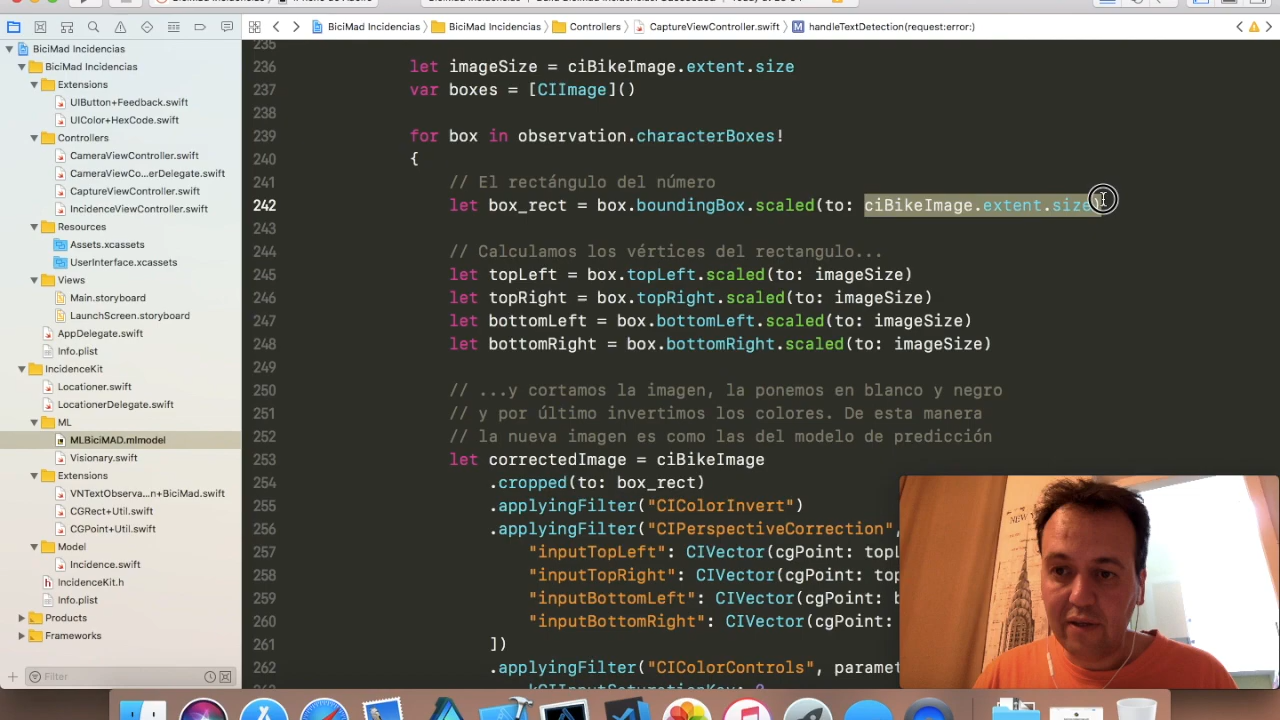 BiciMad Incidencias
BiciMad Incidencias
Controllers
CaptureViewController.swift
handleTextDetection(request:error:)
BiciMad Incidencias
BiciMad Incidencias
Extensions
UIButton+Feedback.swift
UIColor+HexCode.swift
Controllers
CameraViewController.swift
CameraViewCo...erDelegate.swift
CaptureViewController.swift
IncidenceViewController.swift
Resources
Assets.xcassets
UserInterface.xcassets
Views
Main.storyboard
LaunchScreen.storyboard
AppDelegate.swift
Info.plist
IncidenceKit
Locationer.swift
LocationerDelegate.swift
ML
MLBiciMAD.mlmodel
Visionary.swift
Extensions
VNTextObserva...n+BiciMad.swift
CGRect+Util.swift
CGPoint+Util.swift
Model
Incidence.swift
IncidenceKit.h
Info.plist
Products
Frameworks
Filter
235
236 let imageSize = ciBikeImage.extent.size
237 var boxes = [CIImage]()
238
239 for box in observation.characterBoxes!
240 {
241 // El rectángulo del número
242 let box_rect = box.boundingBox.scaled(to: ciBikeImage.extent.size)
243
244 // Calculamos los vértices del rectangulo...
245 let topLeft = box.topLeft.scaled(to: imageSize)
246 let topRight = box.topRight.scaled(to: imageSize)
247 let bottomLeft = box.bottomLeft.scaled(to: imageSize)
248 let bottomRight = box.bottomRight.scaled(to: imageSize)
249
250 // ...y cortamos la imagen, la ponemos en blanco y negro
251 // y por último invertimos los colores. De esta manera
252 // la nueva imagen es como las del modelo de predicción
253 let correctedImage = ciBikeImage
254 .cropped(to: box_rect)
255 .applyingFilter("CIColorInvert")
256 .applyingFilter("CIPerspectiveCorrection",
257 "inputTopLeft": CIVector(cgPoint: topL
258 "inputTopRight": CIVector(cgPoint: top
259 "inputBottomLeft": CIVector(cgPoint: b
260 "inputBottomRight": CIVector(cgPoint:
261 ])
262 .applyingFilter("CIColorControls", paramet
NEW